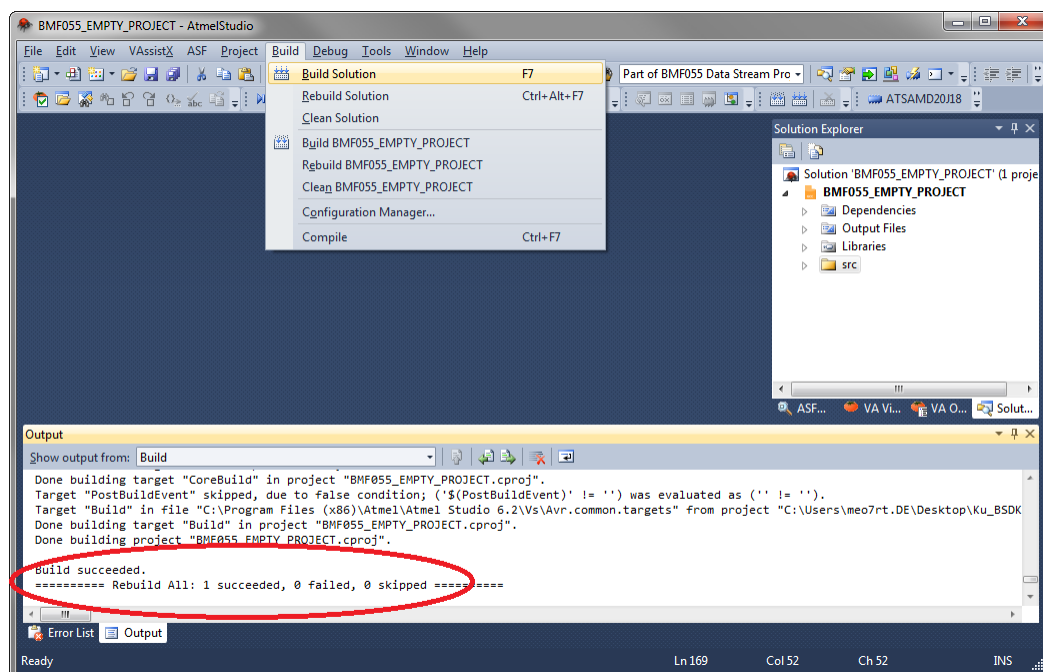 BMF055_EMPTY_PROJECT - AtmelStudio
File Edit View VAssistX ASF Project Build Debug Tools Window Help
Part of BMF055 Data Stream Pro
ATSAMD20J18
Build Solution F7
Rebuild Solution Ctrl+Alt+F7
Clean Solution
Build BMF055_EMPTY_PROJECT
Rebuild BMF055_EMPTY_PROJECT
Clean BMF055_EMPTY_PROJECT
Configuration Manager...
Compile Ctrl+F7
Solution Explorer
Solution 'BMF055_EMPTY_PROJECT' (1 proje
BMF055_EMPTY_PROJECT
Dependencies
Output Files
Libraries
src
ASF... VA Vi... VA O... Solut...
Output
Show output from: Build
Done building target "CoreBuild" in project "BMF055_EMPTY_PROJECT.cproj".
Target "PostBuildEvent" skipped, due to false condition; ('$(PostBuildEvent)' != '') was evaluated as ('' != '').
Target "Build" in file "C:\Program Files (x86)\Atmel\Atmel Studio 6.2\Vs\Avr.common.targets" from project "C:\Users\meo7rt.DE\Desktop\Ku_BSDK
Done building target "Build" in project "BMF055_EMPTY_PROJECT.cproj".
Done building project "BMF055_EMPTY_PROJECT.cproj".
Build succeeded.
========== Rebuild All: 1 succeeded, 0 failed, 0 skipped ==========
Error List Output
Ready Ln 169 Col 52 Ch 52 INS